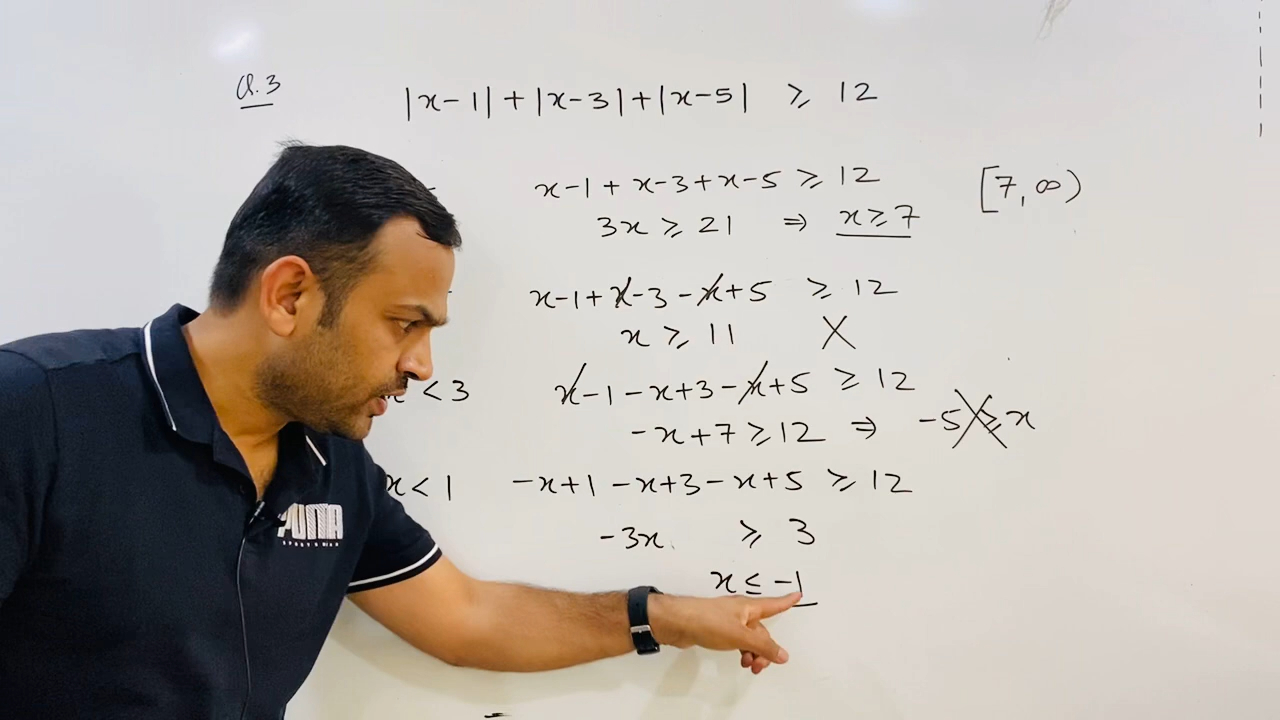 Q.3
|x-1| + |x-3| + |x-5| ≥ 12
x-1 + x-3 + x-5 ≥ 12 [7, ∞)
3x ≥ 21 ⇒ x ≥ 7
x-1 + x-3 - x+5 ≥ 12
x ≥ 11 X
x < 3 x-1 - x+3 - x+5 ≥ 12
-x+7 ≥ 12 ⇒ -5 ≥ x
x < 1 -x+1 - x+3 - x+5 ≥ 12
-3x ≥ 3
x ≤ -1
PUMA